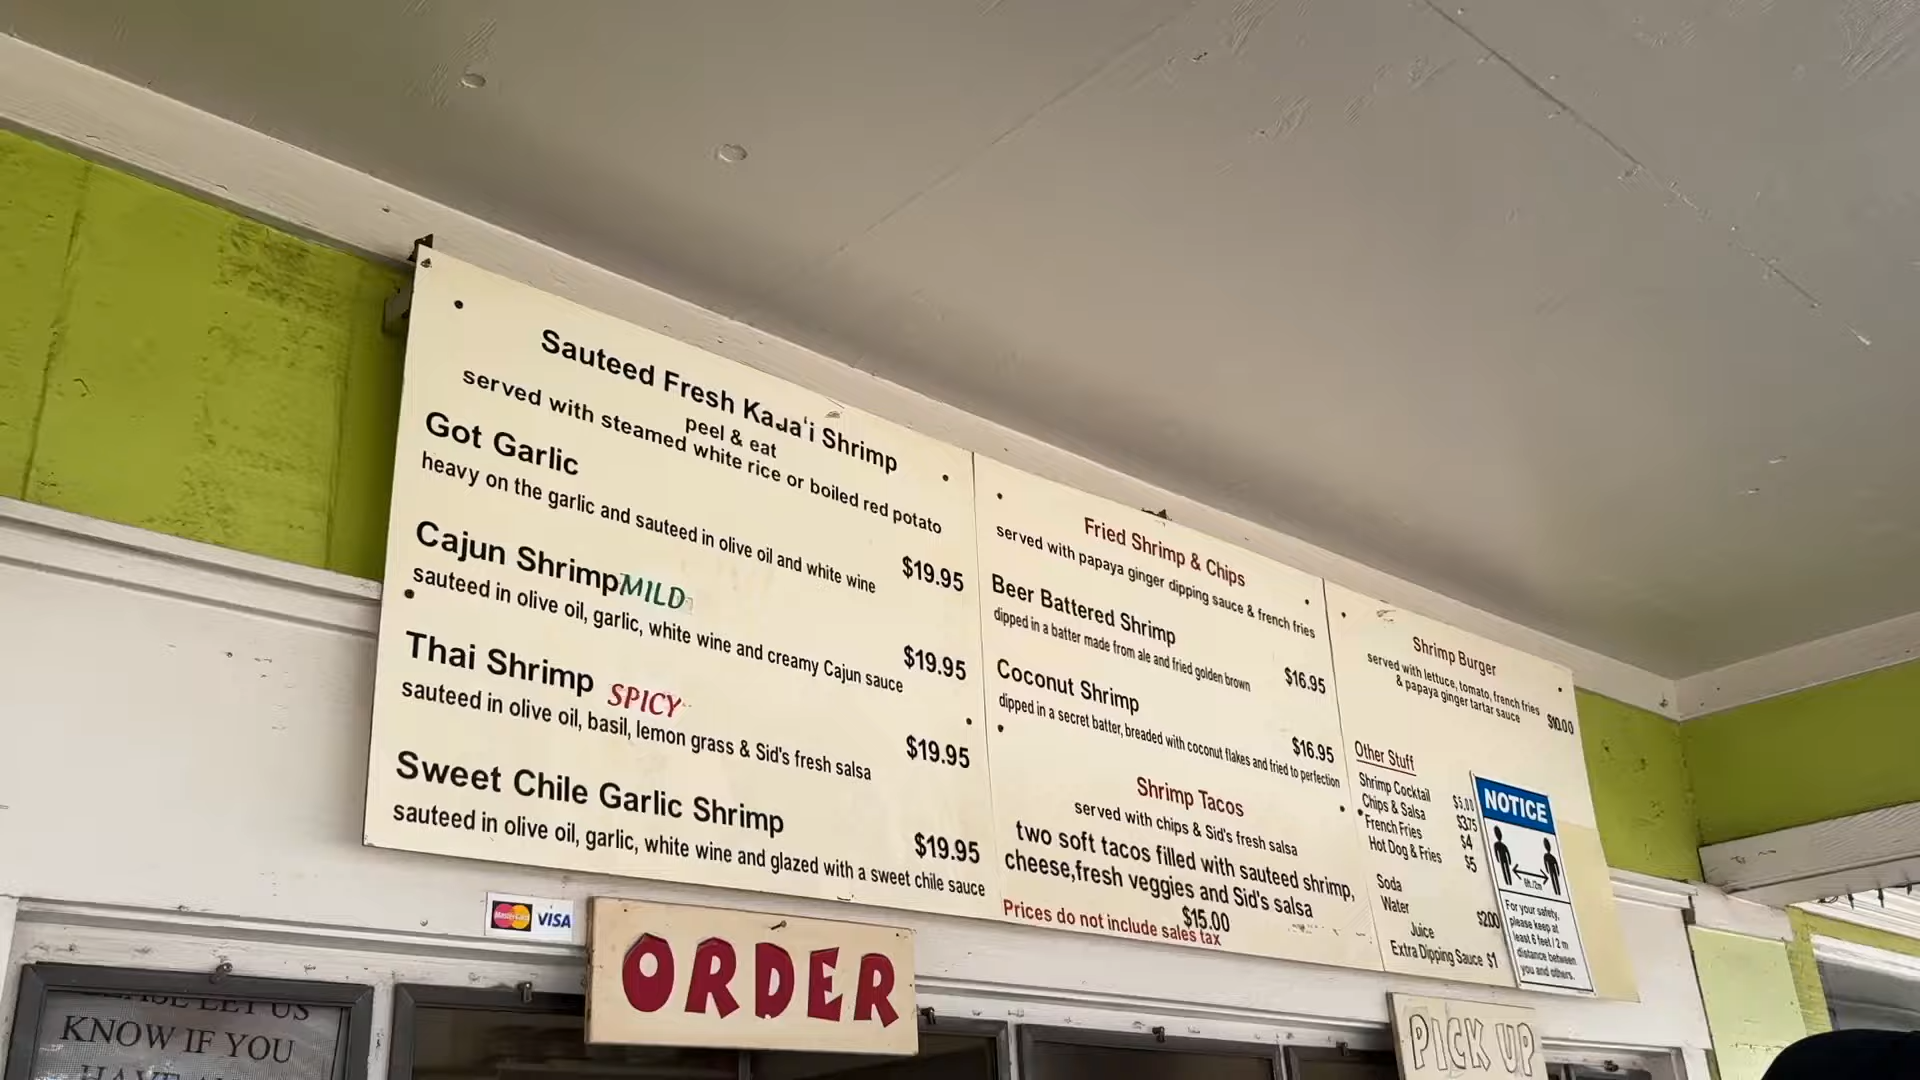 Sauteed Fresh Kaua'i Shrimp
peel & eat
served with steamed white rice or boiled red potato
Got Garlic
heavy on the garlic and sauteed in olive oil and white wine
$19.95
Cajun Shrimp MILD
sauteed in olive oil, garlic, white wine and creamy Cajun sauce
$19.95
Thai Shrimp SPICY
sauteed in olive oil, basil, lemon grass & Sid's fresh salsa
$19.95
Sweet Chile Garlic Shrimp
sauteed in olive oil, garlic, white wine and glazed with a sweet chile sauce
$19.95
Fried Shrimp & Chips
served with papaya ginger dipping sauce & french fries
Beer Battered Shrimp
dipped in a batter made from ale and fried golden brown
$16.95
Coconut Shrimp
dipped in a secret batter, breaded with coconut flakes and fried to perfection
$16.95
Shrimp Tacos
served with chips & Sid's fresh salsa
two soft tacos filled with sauteed shrimp,
cheese,fresh veggies and Sid's salsa
$15.00
Prices do not include sales tax
Shrimp Burger
served with lettuce, tomato, french fries
& papaya ginger tartar sauce
$10.00
Other Stuff
Shrimp Cocktail $5.00
Chips & Salsa $3.75
French Fries $4
Hot Dog & Fries $5
Soda
Water $2.00
Juice
Extra Dipping Sauce $1
NOTICE
6ft./2m
For your safety,
please keep at
least 6 feet / 2 m
distance between
you and others.
MasterCard VISA
ORDER
PICK UP
PLEASE LET US
KNOW IF YOU
HAVE